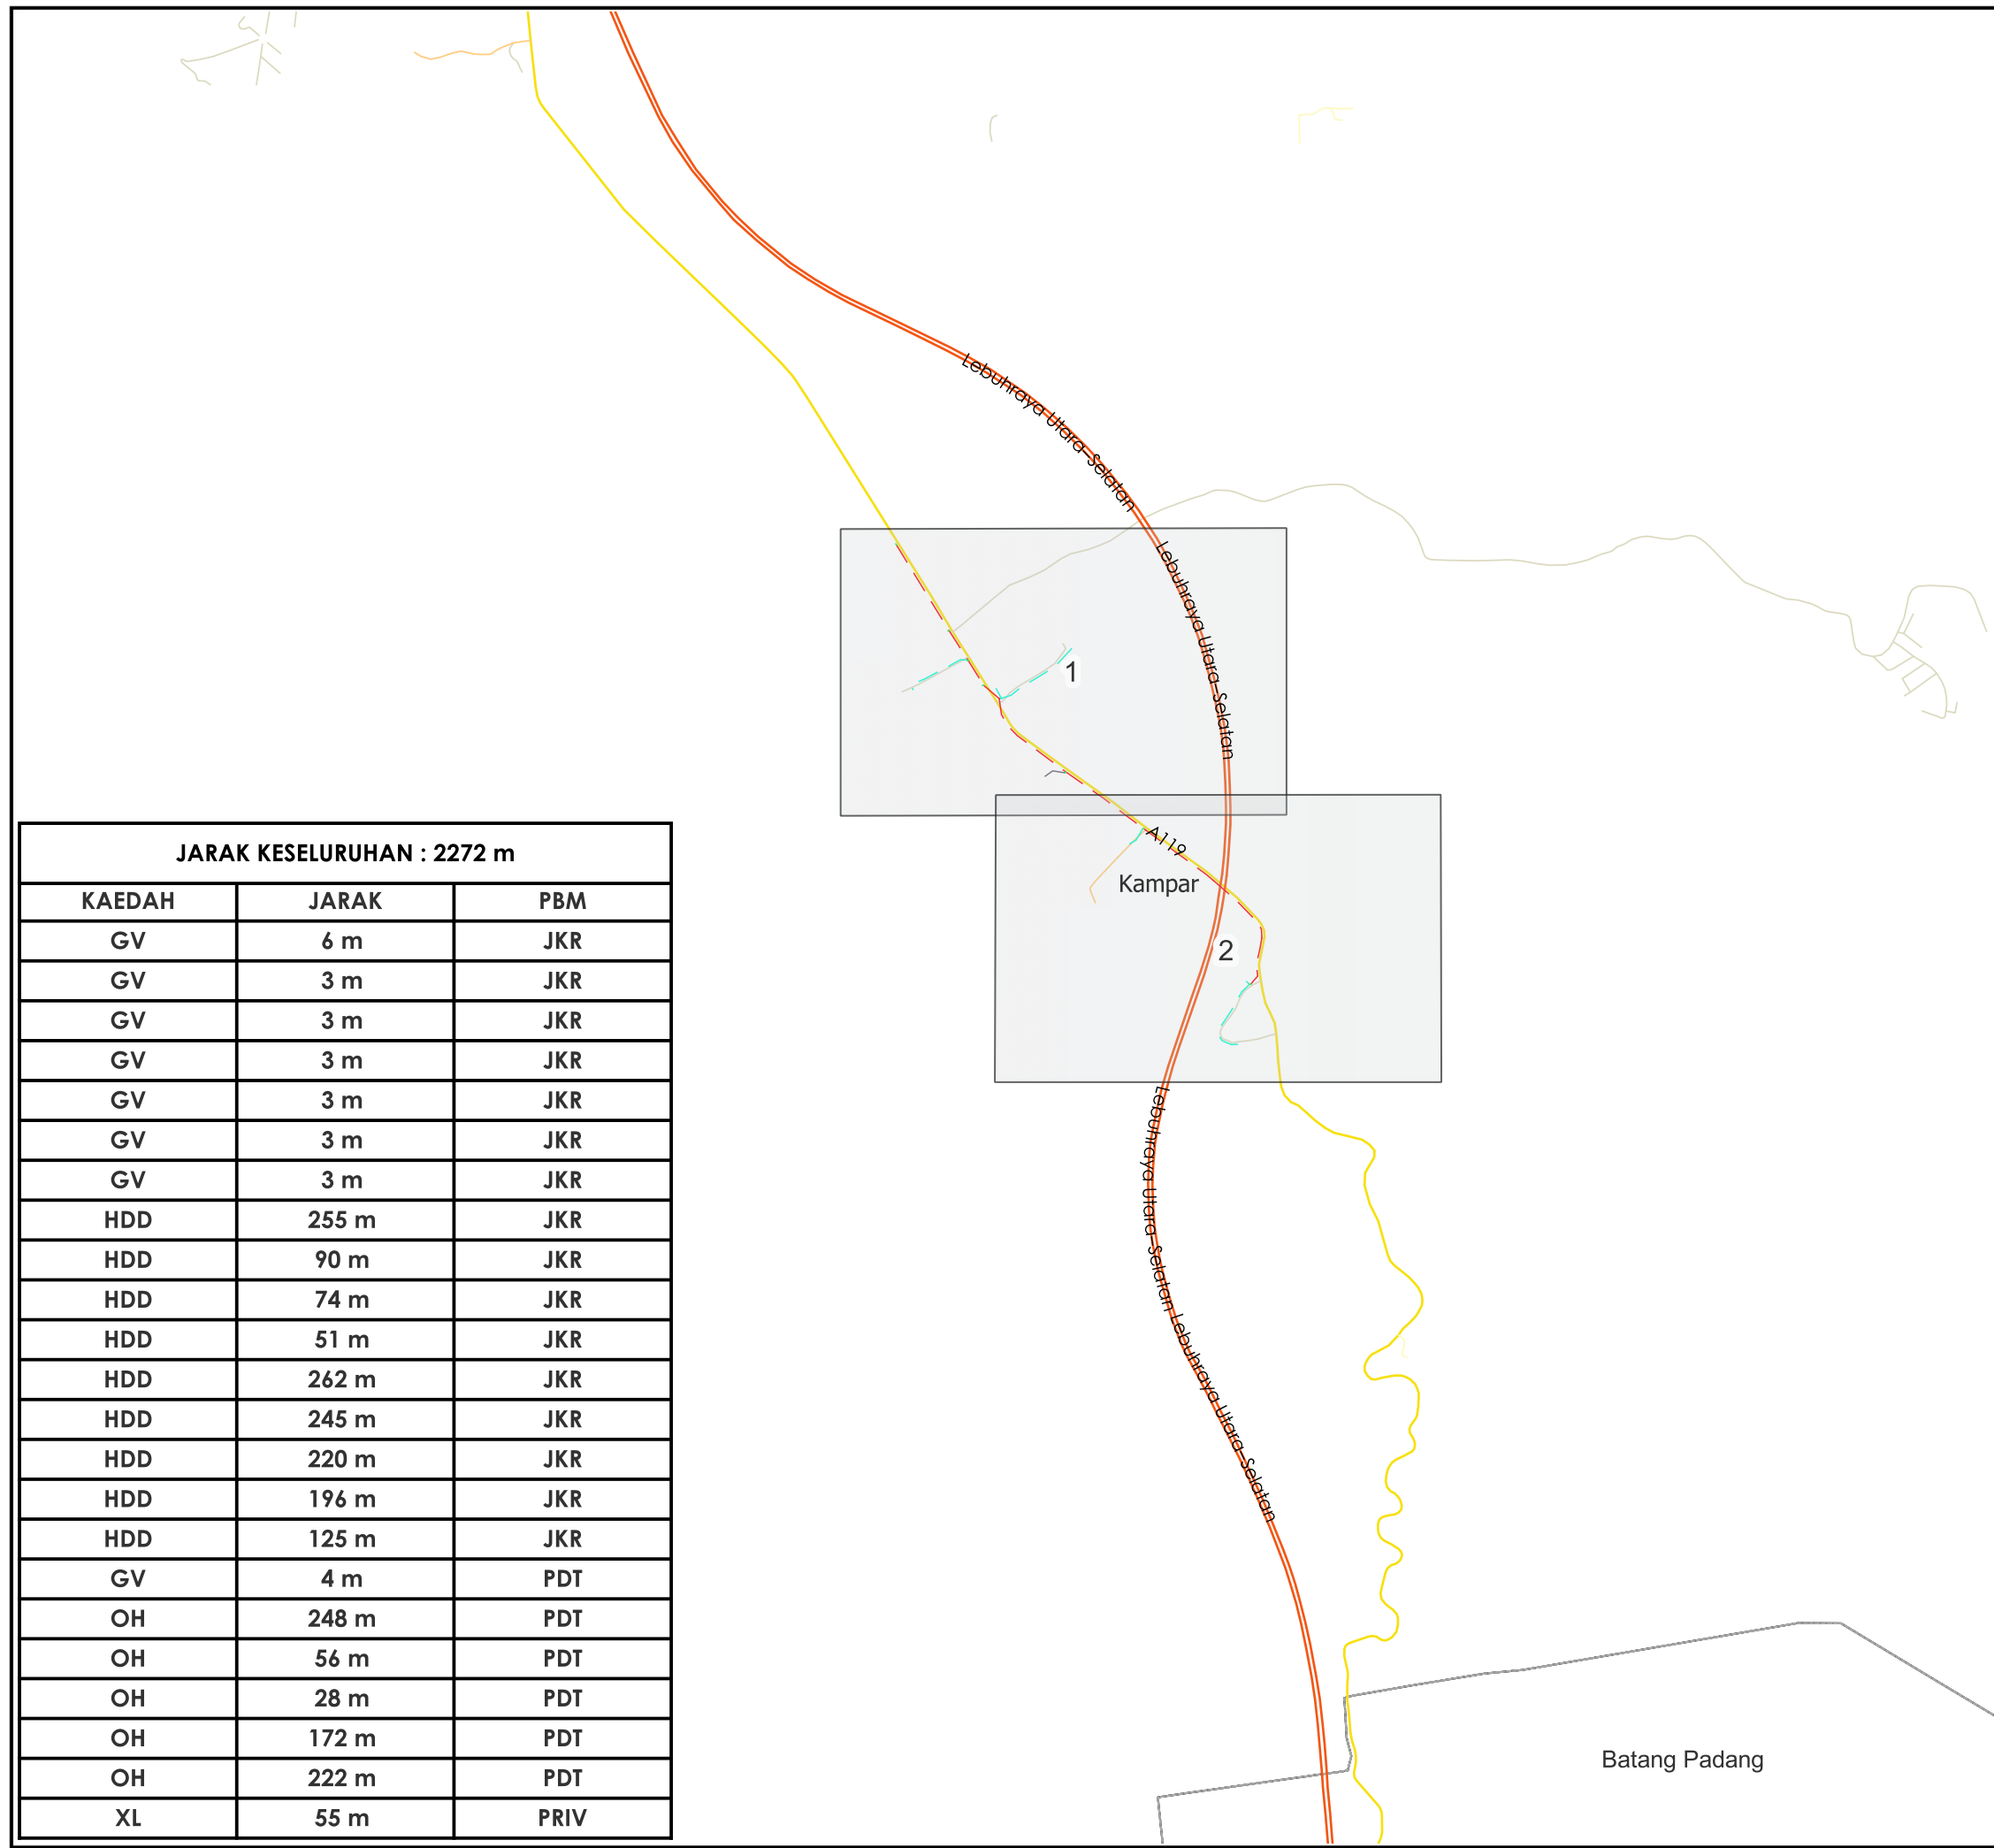 Lebuhraya Utara–Selatan
Lebuhraya Utara–Selatan
1
A119
Kampar
2
JARAK KESELURUHAN : 2272 m
KAEDAH JARAK PBM
GV 6 m JKR
GV 3 m JKR
GV 3 m JKR
GV 3 m JKR
GV 3 m JKR
GV 3 m JKR
GV 3 m JKR
HDD 255 m JKR
HDD 90 m JKR
HDD 74 m JKR
HDD 51 m JKR
HDD 262 m JKR
HDD 245 m JKR
HDD 220 m JKR
HDD 196 m JKR
HDD 125 m JKR
GV 4 m PDT
OH 248 m PDT
OH 56 m PDT
OH 28 m PDT
OH 172 m PDT
OH 222 m PDT
XL 55 m PRIV
Lebuhraya Utara–Selatan
Lebuhraya Utara–Selatan
Batang Padang